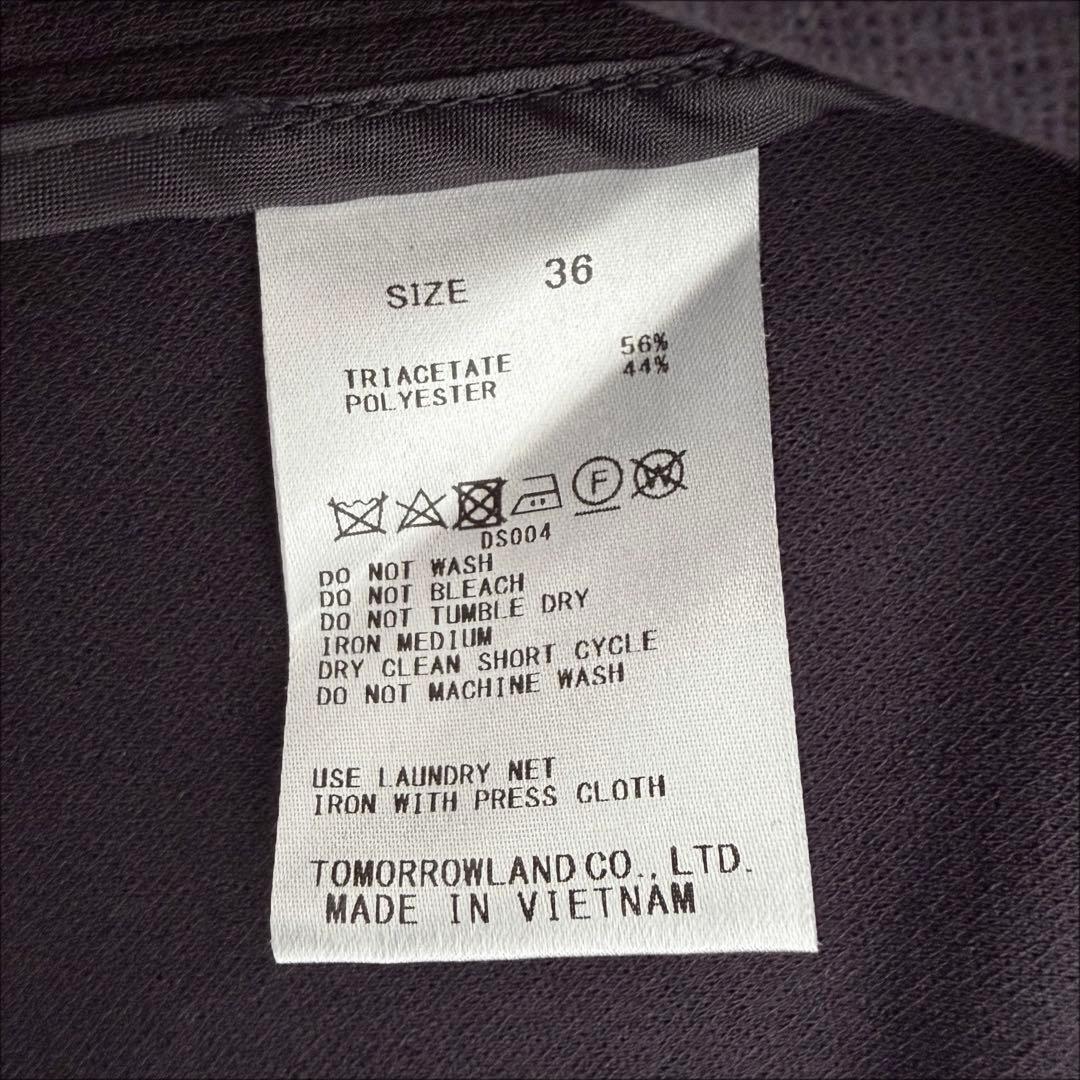 SIZE 36
TRIACETATE 56%
POLYESTER 44%
F W
DS004
DO NOT WASH
DO NOT BLEACH
DO NOT TUMBLE DRY
IRON MEDIUM
DRY CLEAN SHORT CYCLE
DO NOT MACHINE WASH
USE LAUNDRY NET
IRON WITH PRESS CLOTH
TOMORROWLAND CO., LTD.
MADE IN VIETNAM